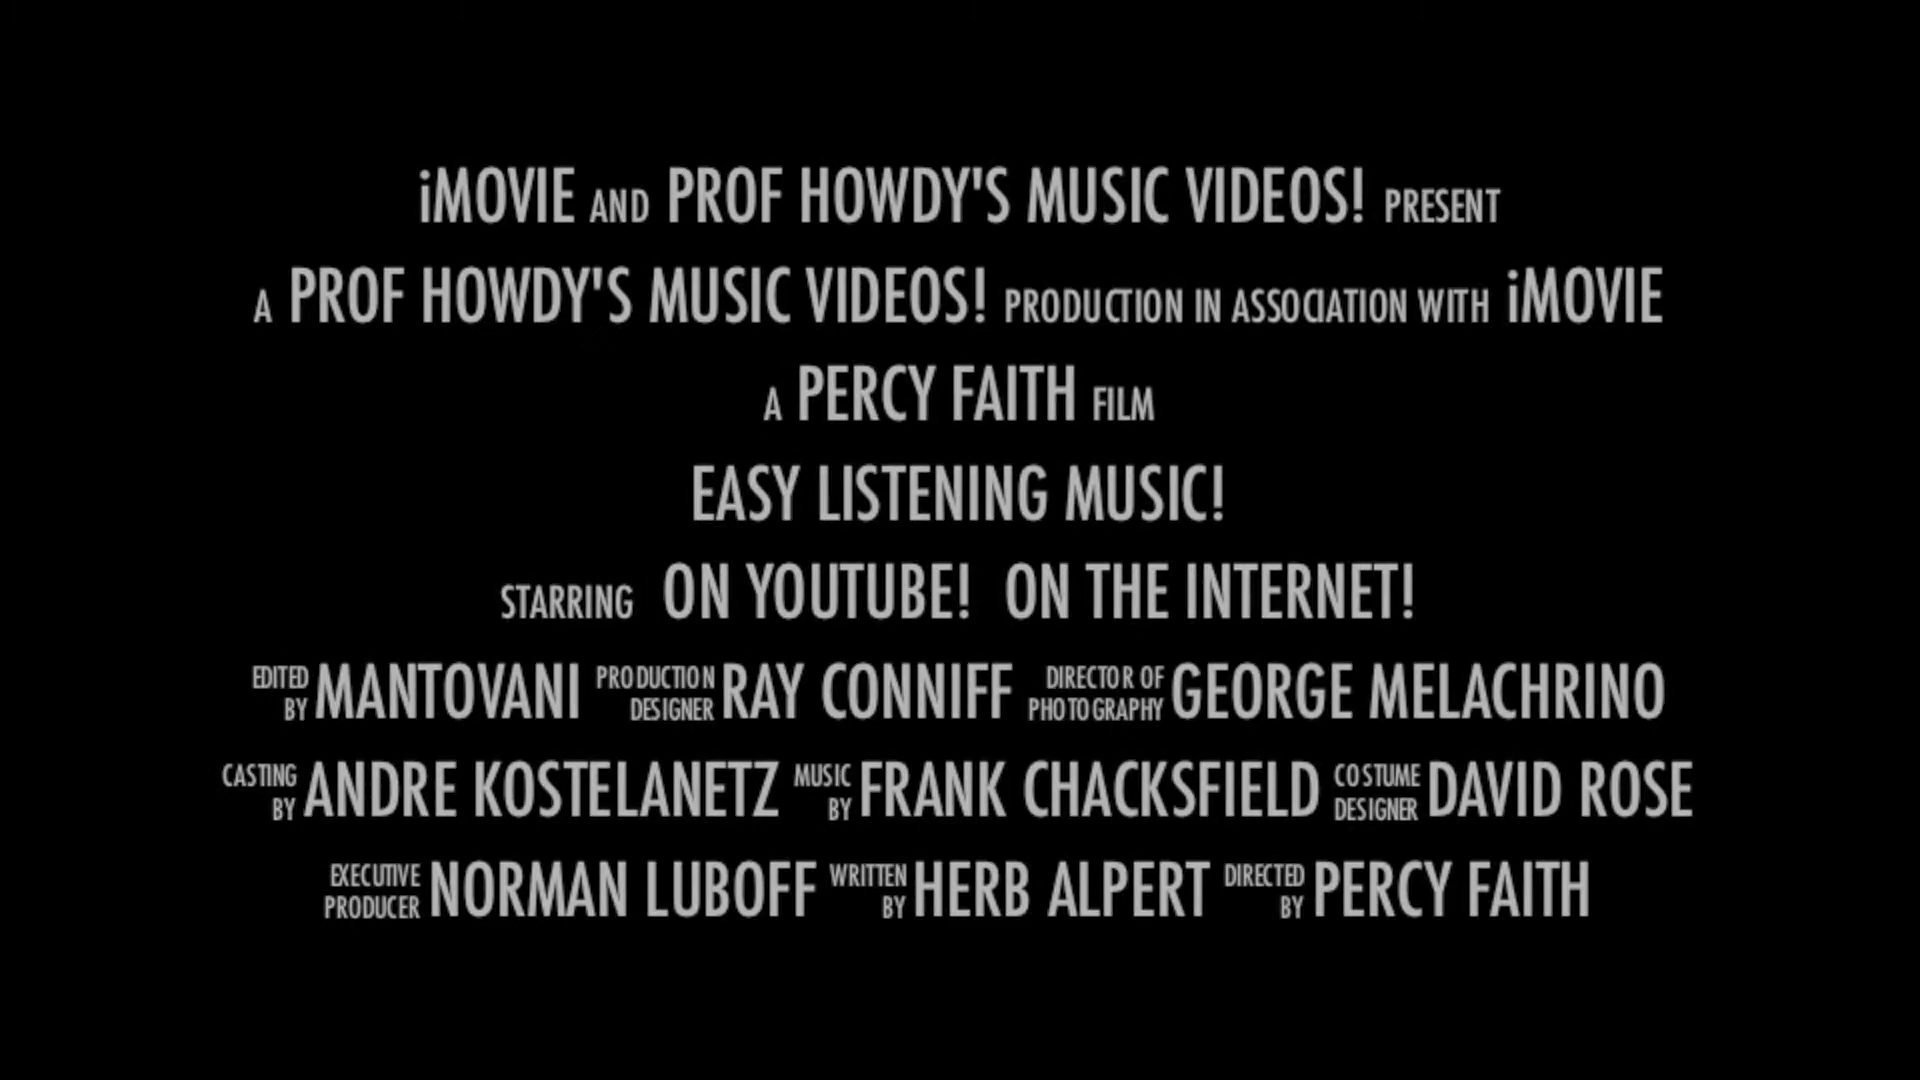 iMOVIE AND PROF HOWDY'S MUSIC VIDEOS! PRESENT
A PROF HOWDY'S MUSIC VIDEOS! PRODUCTION IN ASSOCIATION WITH iMOVIE
A PERCY FAITH FILM
EASY LISTENING MUSIC!
STARRING ON YOUTUBE! ON THE INTERNET!
EDITED BY MANTOVANI PRODUCTION DESIGNER RAY CONNIFF DIRECTOR OF PHOTOGRAPHY GEORGE MELACHRINO
CASTING BY ANDRE KOSTELANETZ MUSIC BY FRANK CHACKSFIELD COSTUME DESIGNER DAVID ROSE
EXECUTIVE PRODUCER NORMAN LUBOFF WRITTEN BY HERB ALPERT DIRECTED BY PERCY FAITH